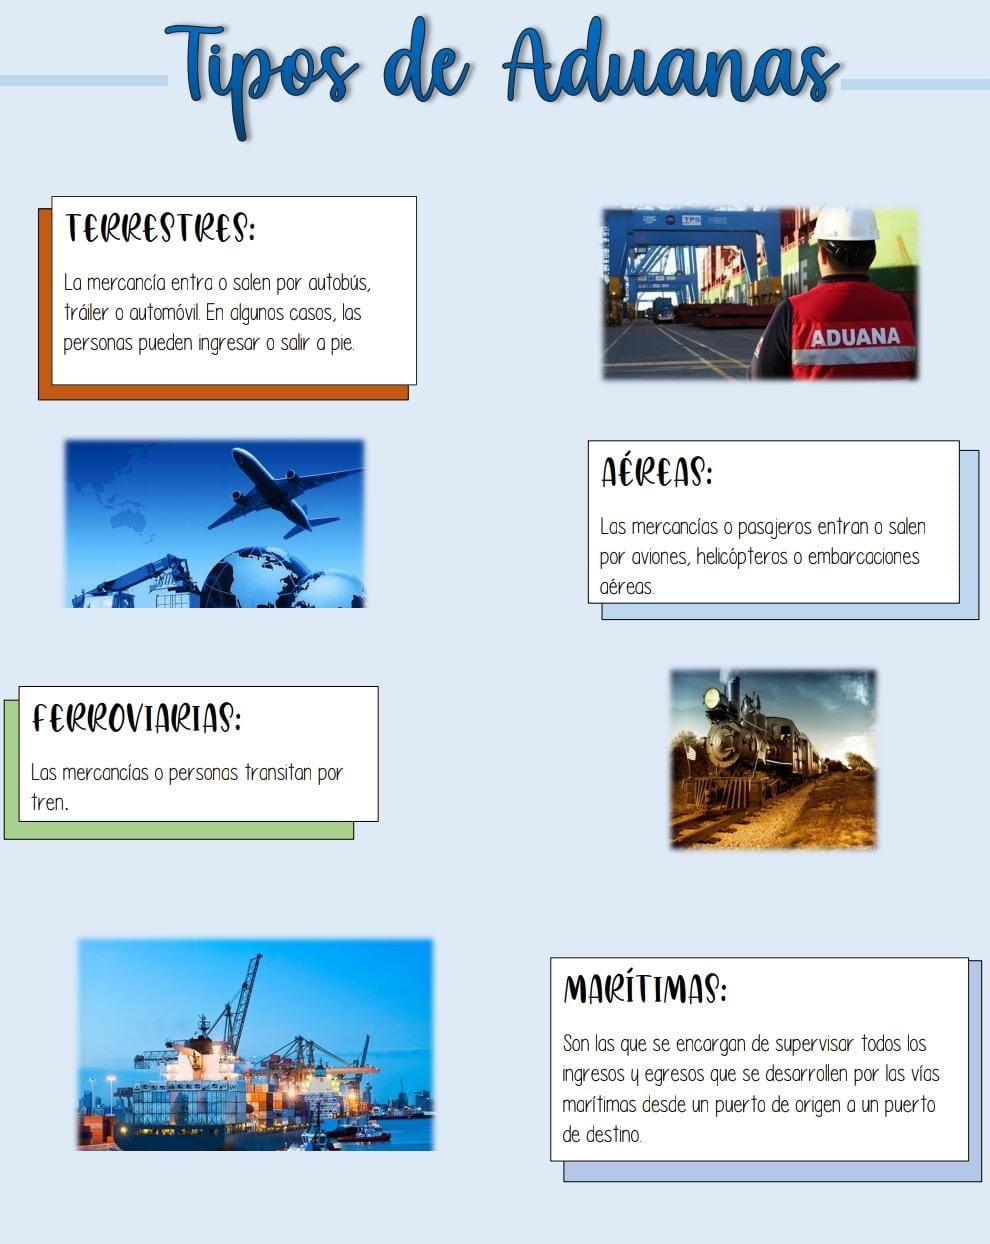 Tipos de Aduanas
TERRESTRES:
La mercancía entra o salen por autobús,
tráiler o automóvil. En algunos casos, las
personas pueden ingresar o salir a pie.
TPS
ADUANA
AÉREAS:
Las mercancías o pasajeros entran o salen
por aviones, helicópteros o embarcaciones
aéreas.
FERROVIARIAS:
Las mercancías o personas transitan por
tren.
MARÍTIMAS:
Son las que se encargan de supervisar todos los
ingresos y egresos que se desarrollen por las vías
marítimas desde un puerto de origen a un puerto
de destino.